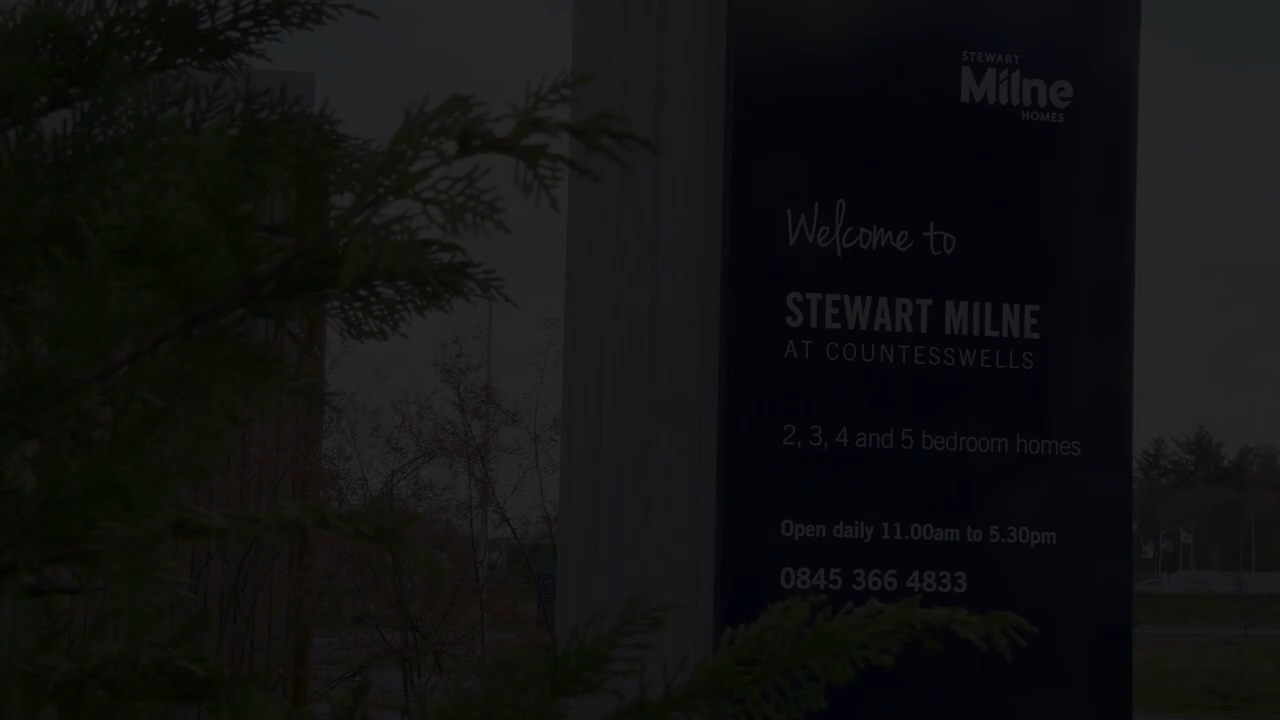 STEWART
Milne
HOMES
Welcome to
STEWART MILNE
AT COUNTESSWELLS
2, 3, 4 and 5 bedroom homes
Open daily 11.00am to 5.30pm
0845 366 4833